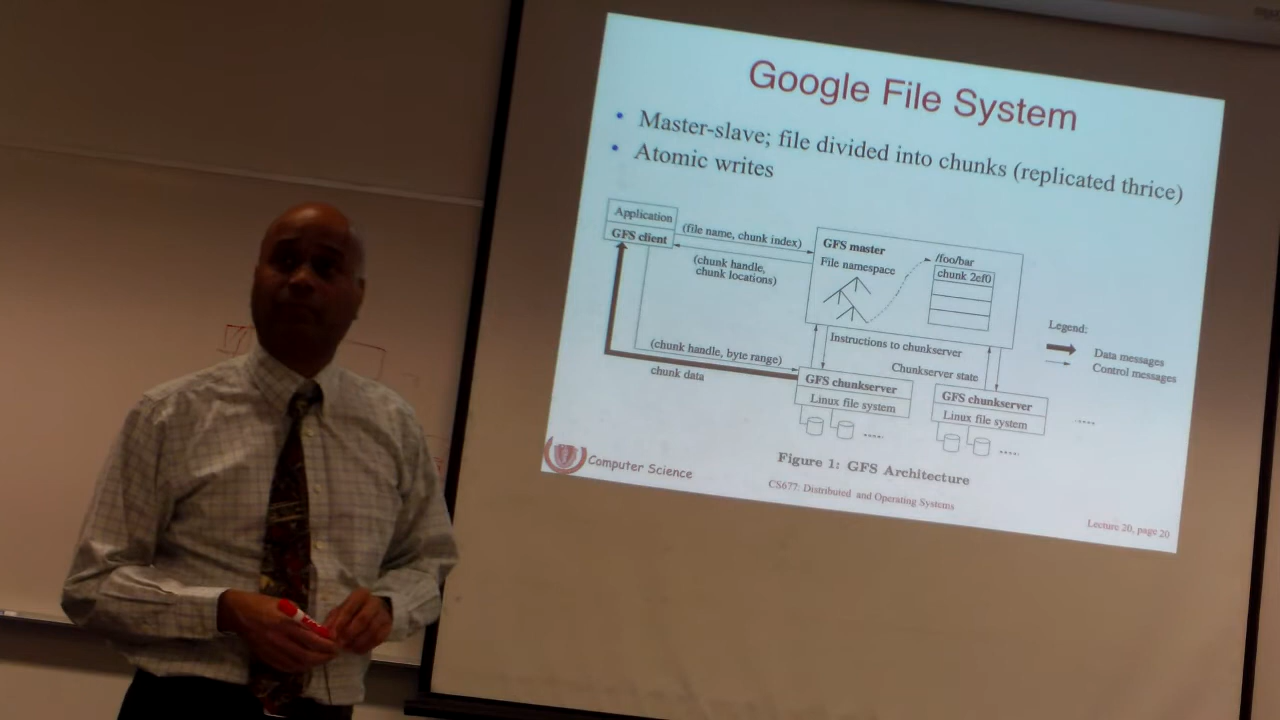 Google File System
• Master-slave; file divided into chunks (replicated thrice)
• Atomic writes
Application
GFS client
(file name, chunk index)
(chunk handle,
chunk locations)
GFS master
File namespace
/foo/bar
chunk 2ef0
Legend:
Data messages
Control messages
Instructions to chunkserver
Chunkserver state
(chunk handle, byte range)
chunk data
GFS chunkserver
Linux file system
.....
GFS chunkserver
Linux file system
.....
.....
Figure 1: GFS Architecture
Computer Science
CS677: Distributed and Operating Systems
Lecture 20, page 20